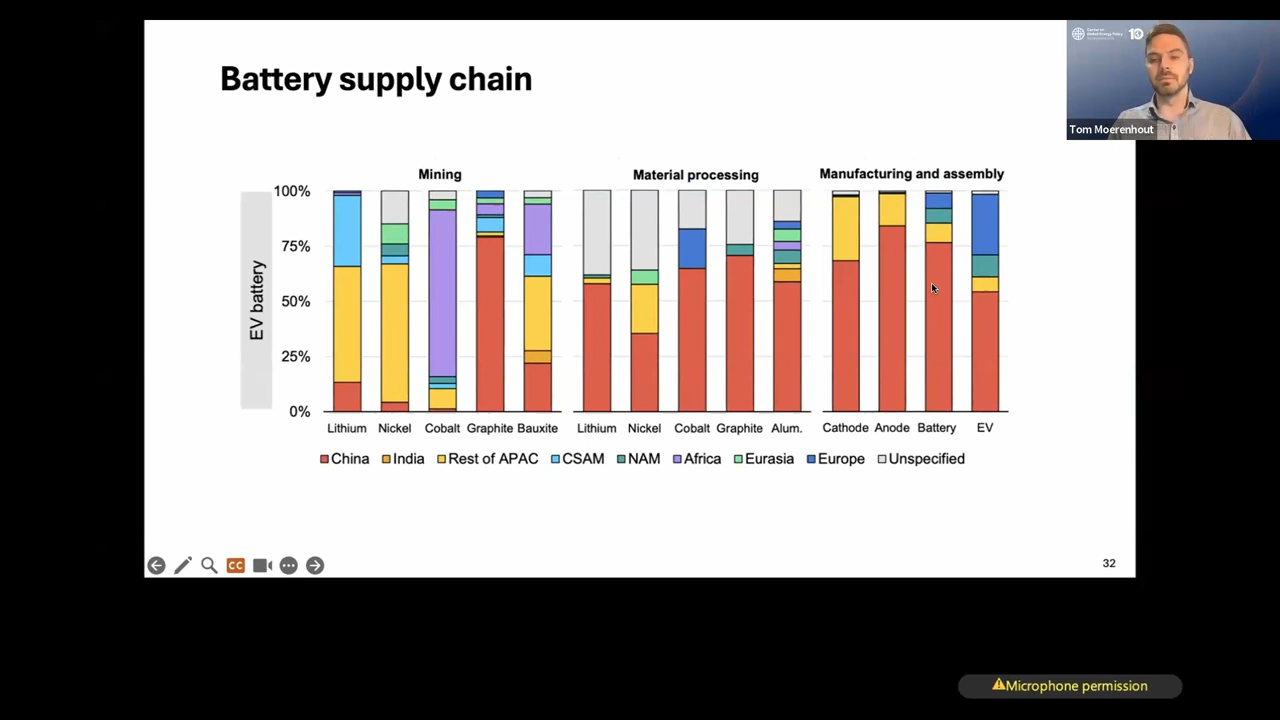 Battery supply chain
10
Tom Moerenhout
Mining
Material processing
Manufacturing and assembly
EV battery
100%
75%
50%
25%
0%
Lithium Nickel Cobalt Graphite Bauxite
Lithium Nickel Cobalt Graphite Alum.
Cathode Anode Battery EV
China India Rest of APAC CSAM NAM Africa Eurasia Europe Unspecified
CC
32
Microphone permission